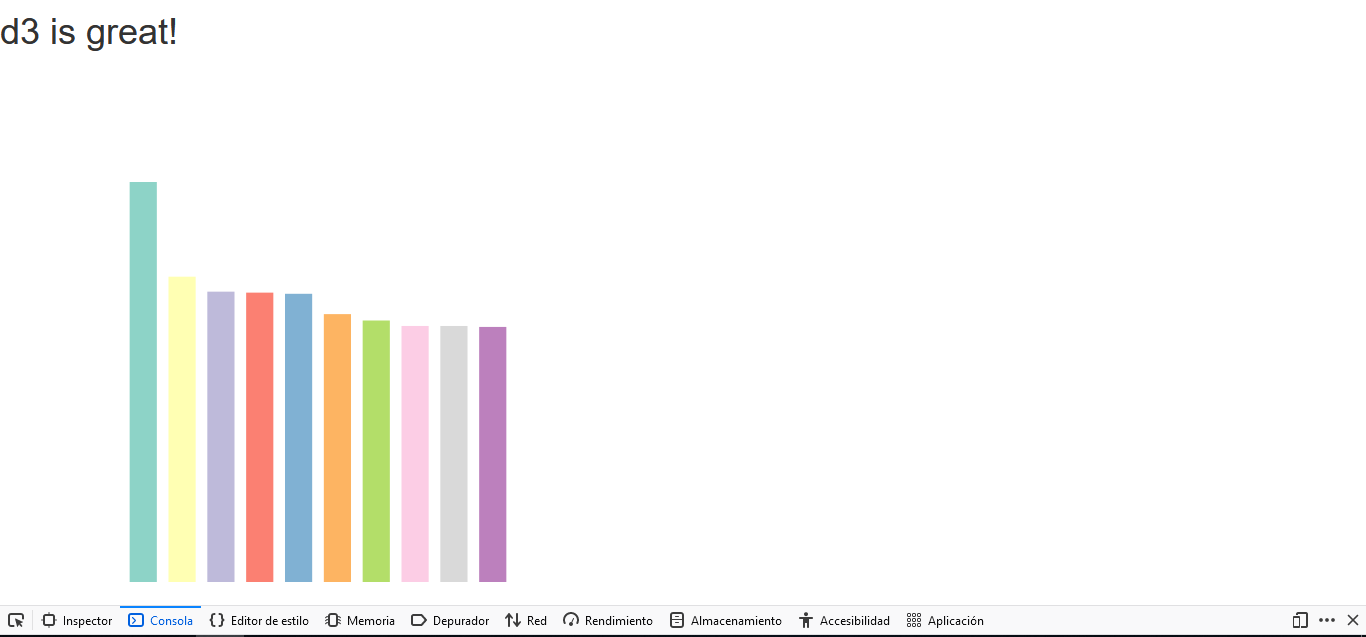 d3 is great!
Inspector Consola Editor de estilo Memoria Depurador Red Rendimiento Almacenamiento Accesibilidad Aplicación